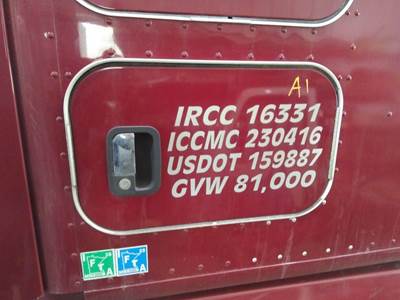 A1
IRCC 16331
ICCMC 230416
USDOT 159887
GVW 81,000